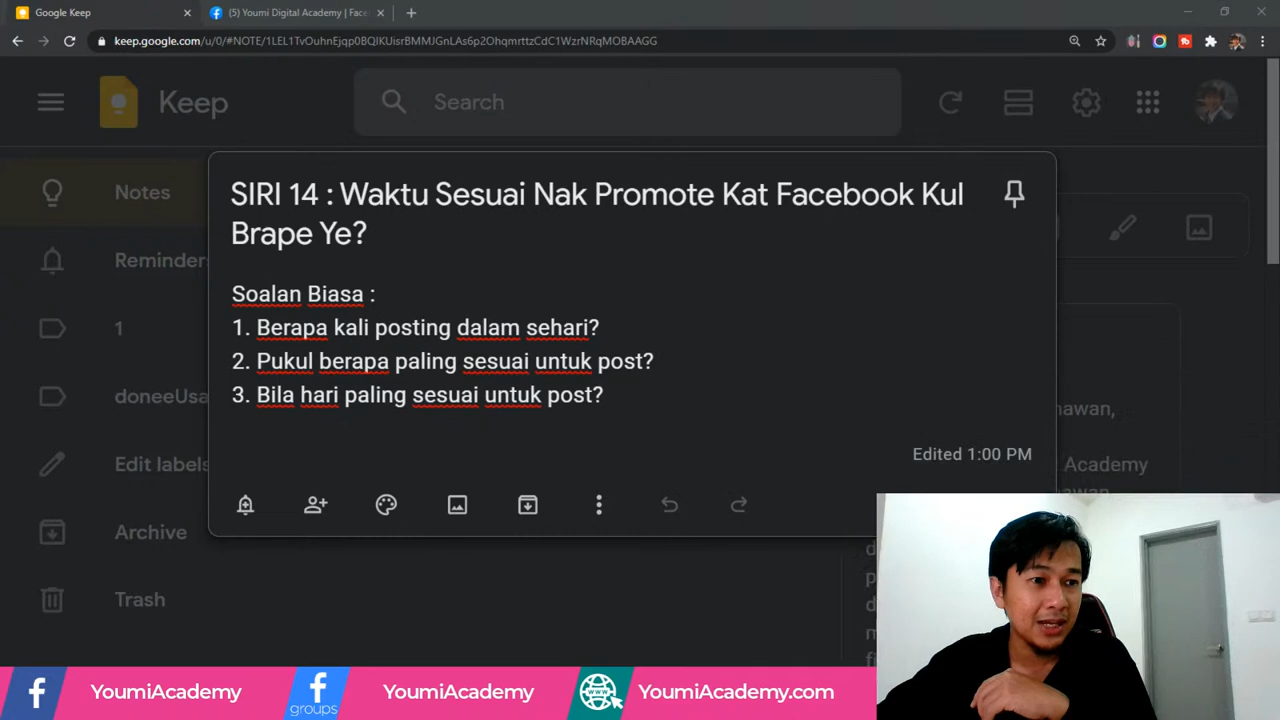 Google Keep
(5) Youmi Digital Academy | Face
keep.google.com/u/0/#NOTE/1LEL1TvOuhnEjqp0BQIKUisrBMMJGnLAs6p2OhqmrttzCdC1WzrNRqMOBAAGG
Keep
Search
Notes
SIRI 14 : Waktu Sesuai Nak Promote Kat Facebook Kul
Brape Ye?
Reminders
Soalan Biasa :
1
1. Berapa kali posting dalam sehari?
2. Pukul berapa paling sesuai untuk post?
doneeUsa
3. Bila hari paling sesuai untuk post?
Edited 1:00 PM
Edit labels
Academy
Archive
Trash
YoumiAcademy
groups
YoumiAcademy
www
YoumiAcademy.com